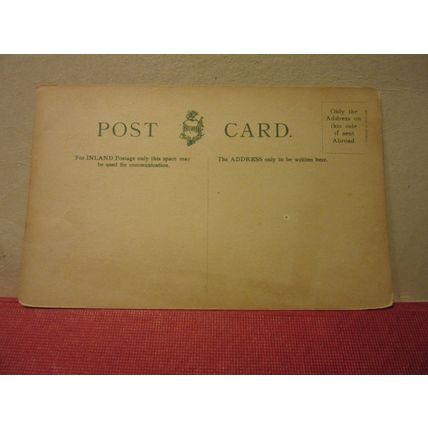 POST CARD.
For INLAND Postage only this space may
be used for communication.
The ADDRESS only to be written here.
Only the
Address on
this side
if sent
Abroad.